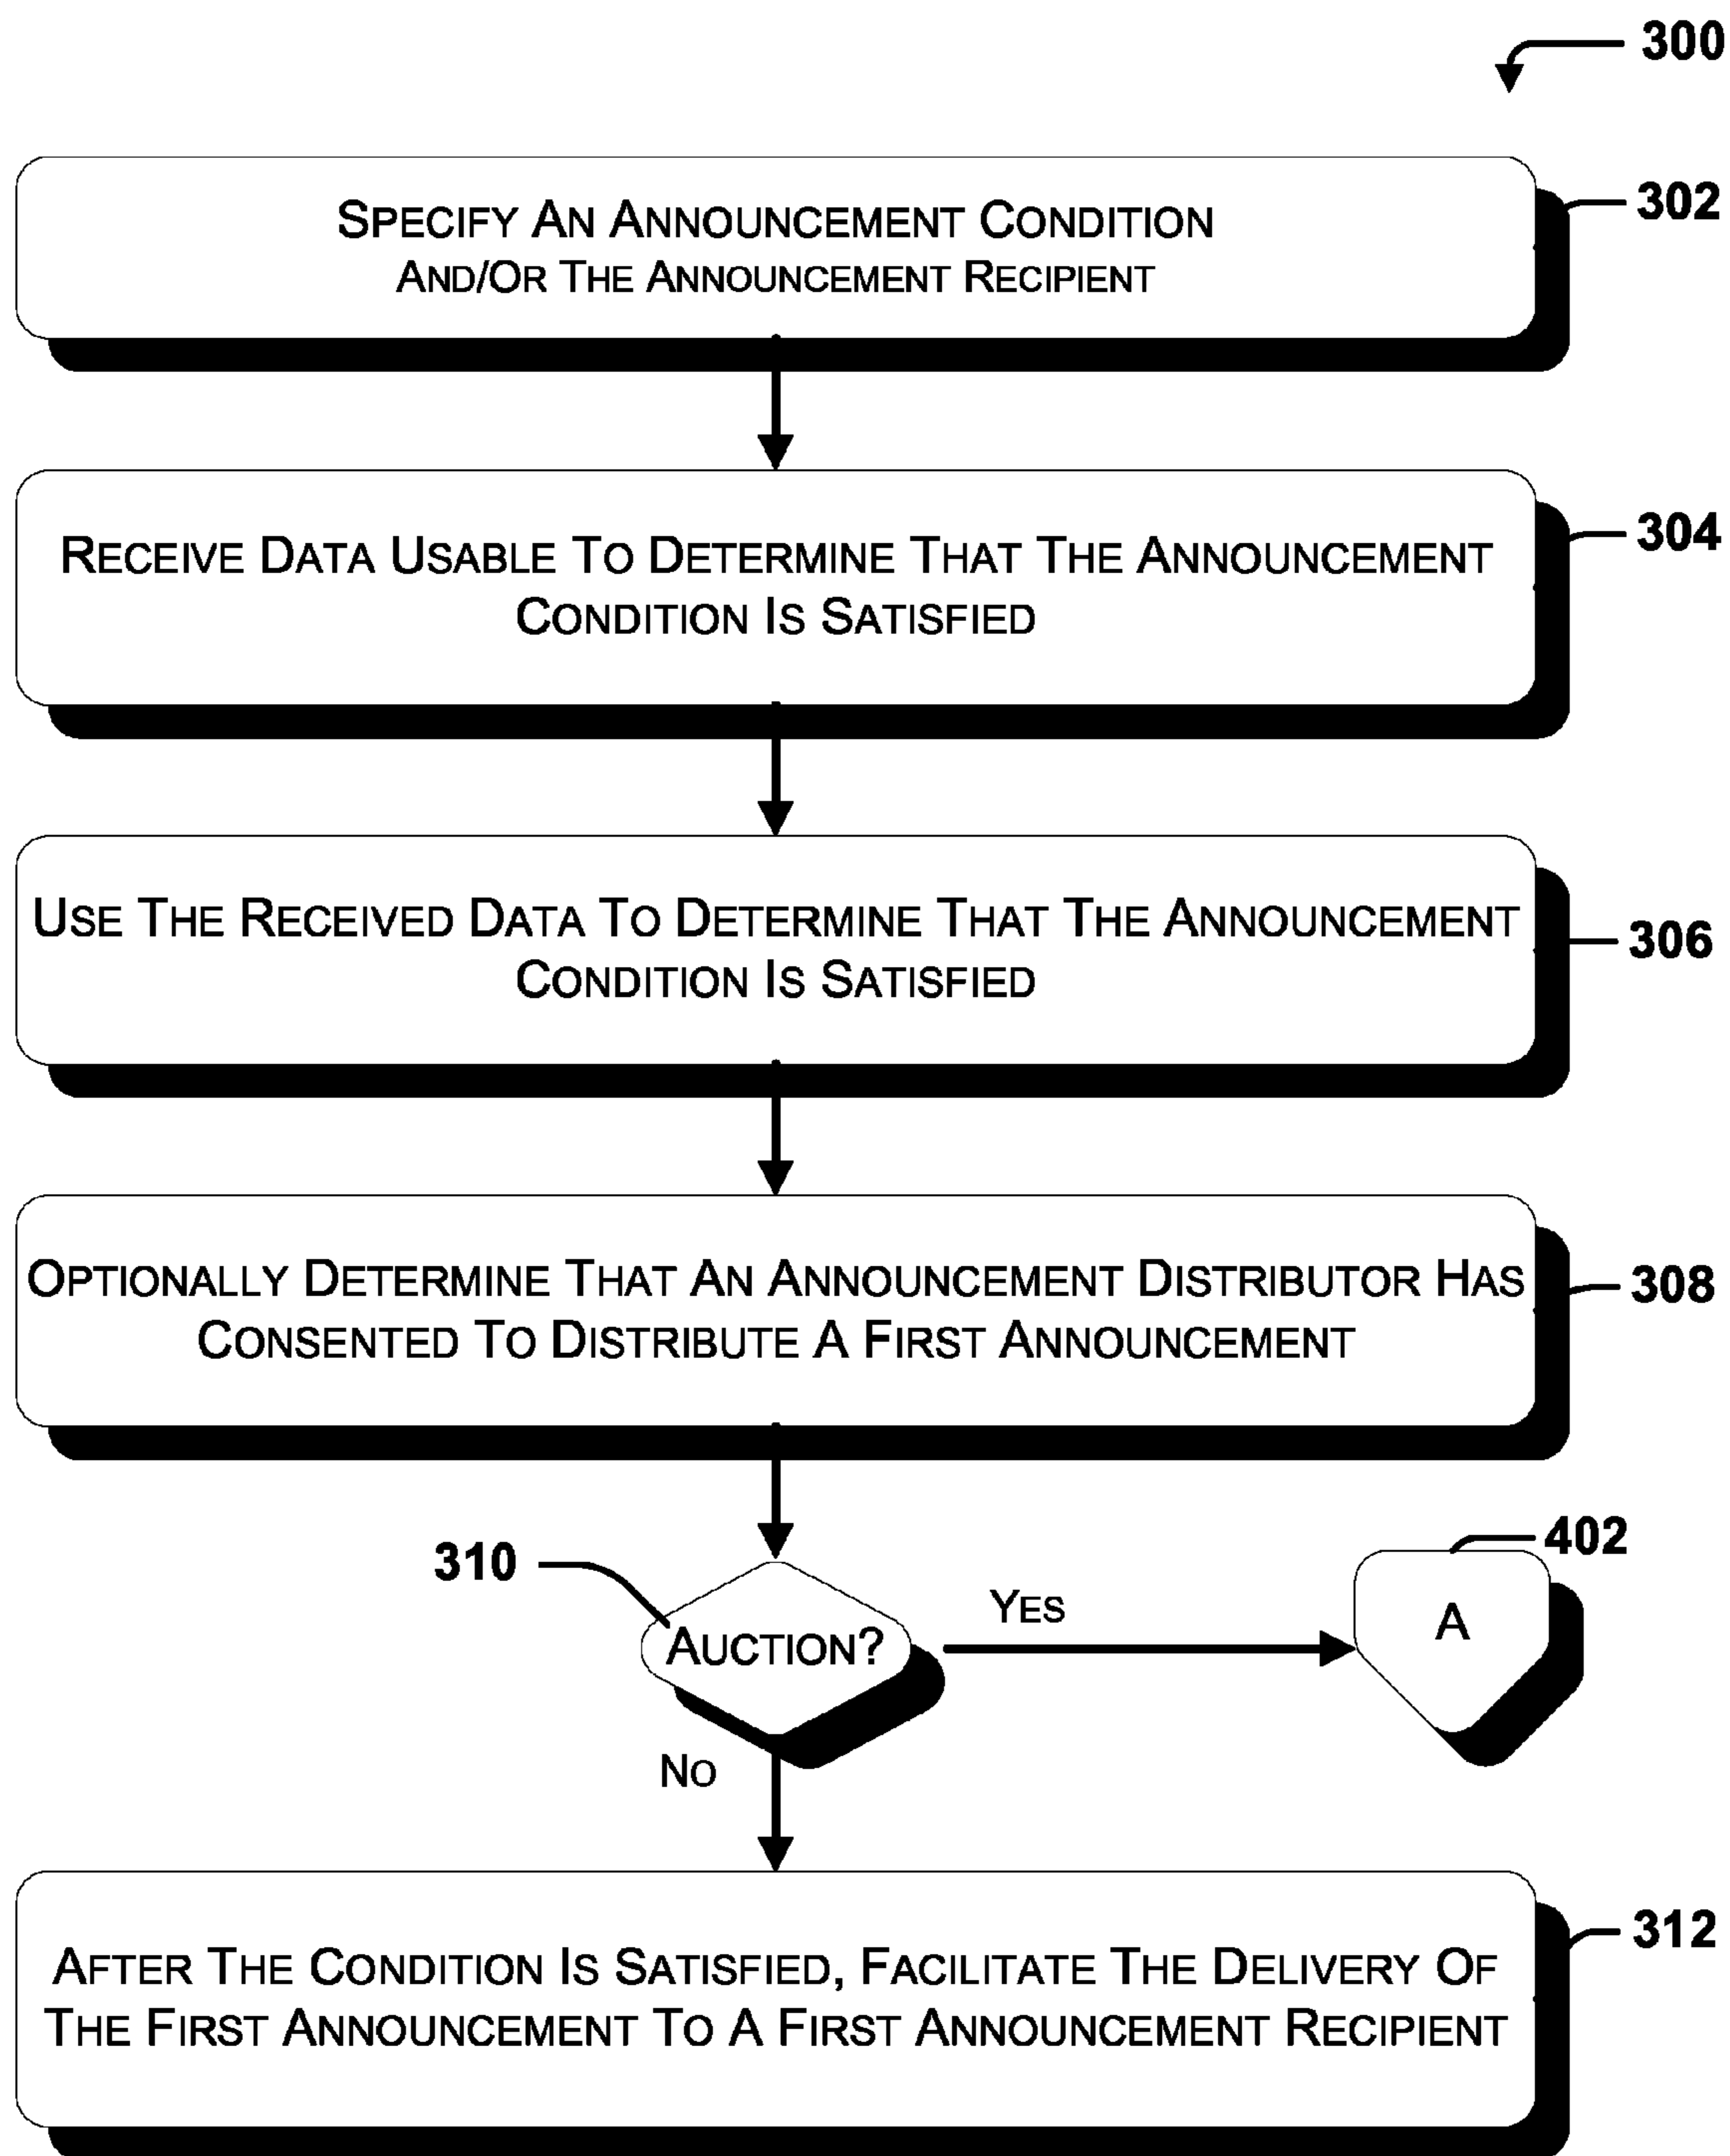 300
SPECIFY AN ANNOUNCEMENT CONDITION
AND/OR THE ANNOUNCEMENT RECIPIENT
302
RECEIVE DATA USABLE TO DETERMINE THAT THE ANNOUNCEMENT
CONDITION IS SATISFIED
304
USE THE RECEIVED DATA TO DETERMINE THAT THE ANNOUNCEMENT
CONDITION IS SATISFIED
306
OPTIONALLY DETERMINE THAT AN ANNOUNCEMENT DISTRIBUTOR HAS
CONSENTED TO DISTRIBUTE A FIRST ANNOUNCEMENT
308
310
AUCTION?
YES
402
A
NO
AFTER THE CONDITION IS SATISFIED, FACILITATE THE DELIVERY OF
THE FIRST ANNOUNCEMENT TO A FIRST ANNOUNCEMENT RECIPIENT
312